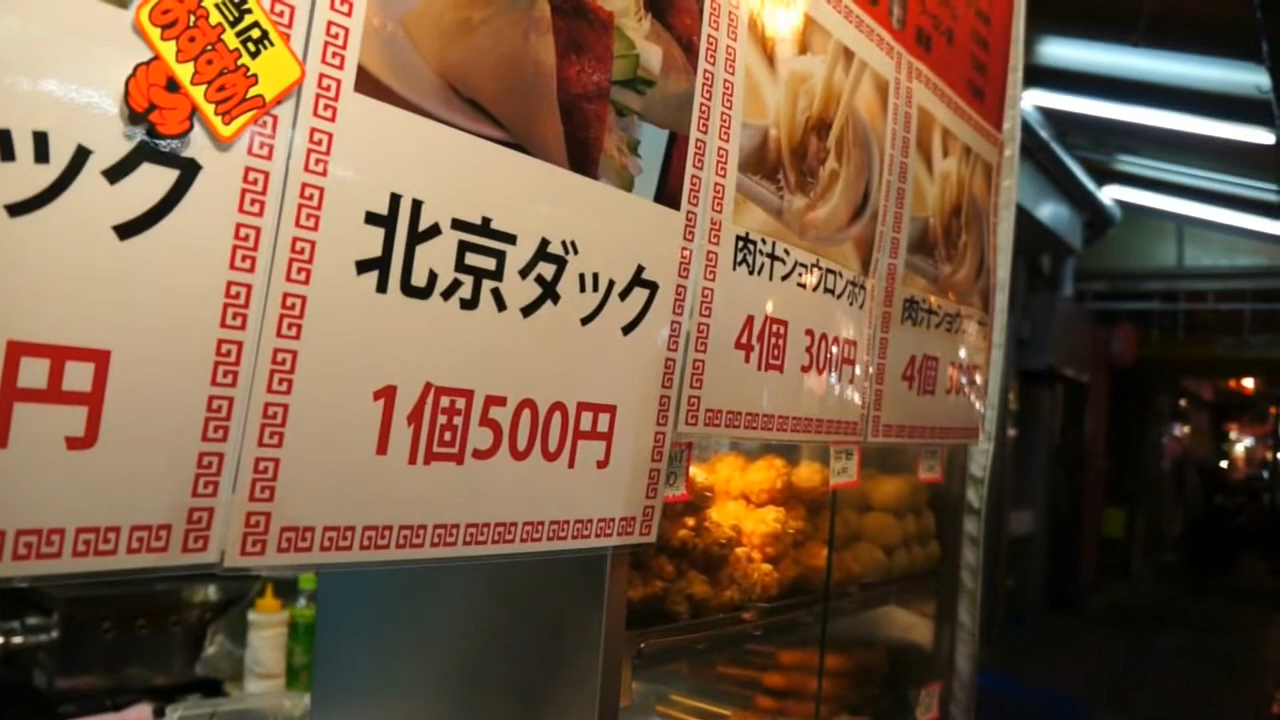 当店
おすすめ!
ック
円
北京ダック
1個500円
肉汁ショウロンポウ
4個 300円
肉汁ショウ
4個